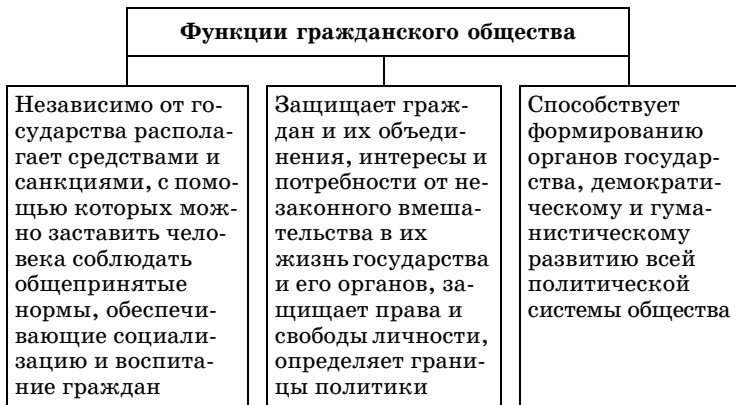 Функции гражданского общества
Независимо от го-
сударства распола-
гает средствами и
санкциями, с помо-
щью которых мож-
но заставить чело-
века соблюдать
общепринятые
нормы, обеспечи-
вающие социали-
зацию и воспита-
ние граждан
Защищает граж-
дан и их объеди-
нения, интересы и
потребности от не-
законного вмеша-
тельства в их
жизнь государства
и его органов, за-
щищает права и
свободы личности,
определяет грани-
цы политики
Способствует
формированию
органов государ-
ства, демократи-
ческому и гума-
нистическому
развитию всей
политической
системы общества